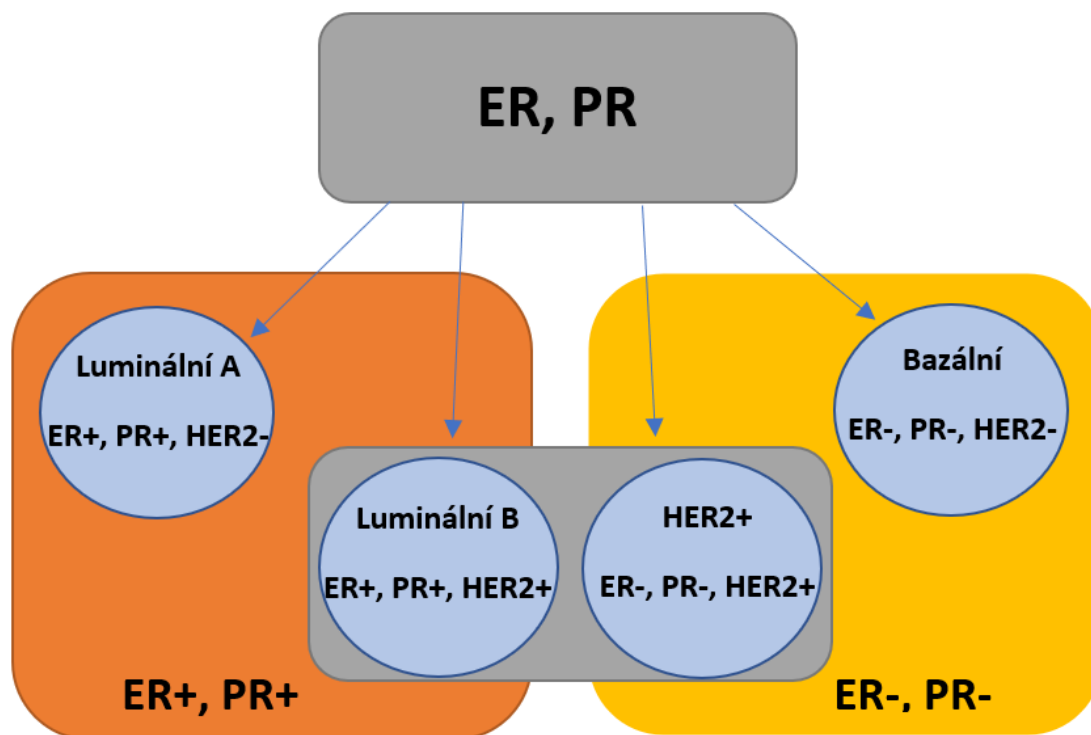 ER, PR
Luminální A
ER+, PR+, HER2-
Bazální
ER-, PR-, HER2-
Luminální B
ER+, PR+, HER2+
HER2+
ER-, PR-, HER2+
ER+, PR+
ER-, PR-